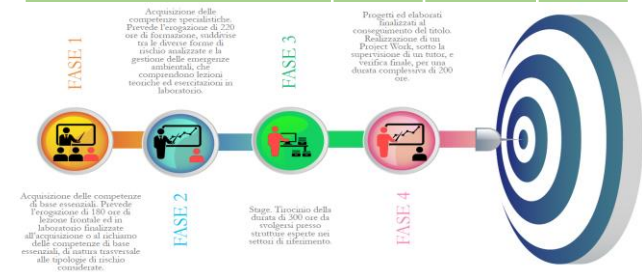 FASE 1
Acquisizione delle competenze
di base essenziali. Prevede
l'erogazione di 180 ore di
lezione frontale ed in
laboratorio finalizzate
all'acquisizione o al richiamo
delle competenze di base
essenziali, di natura trasversale
alle tipologie di rischio
considerate.
Acquisizione delle
competenze specialistiche.
Prevede l'erogazione di 220
ore di formazione, suddivise
tra le diverse forme di
rischio analizzate e la
gestione delle emergenze
ambientali, che
comprendono lezioni
teoriche ed esercitazioni in
laboratorio.
FASE 2
FASE 3
Stage. Tirocinio della
durata di 300 ore da
svolgersi presso
strutture esperte nei
settori di riferimento.
Progetti ed elaborati
finalizzati al
conseguimento del titolo.
Realizzazione di un
Project Work, sotto la
supervisione di un tutor, e
verifica finale, per una
durata complessiva di 200
ore.
FASE 4